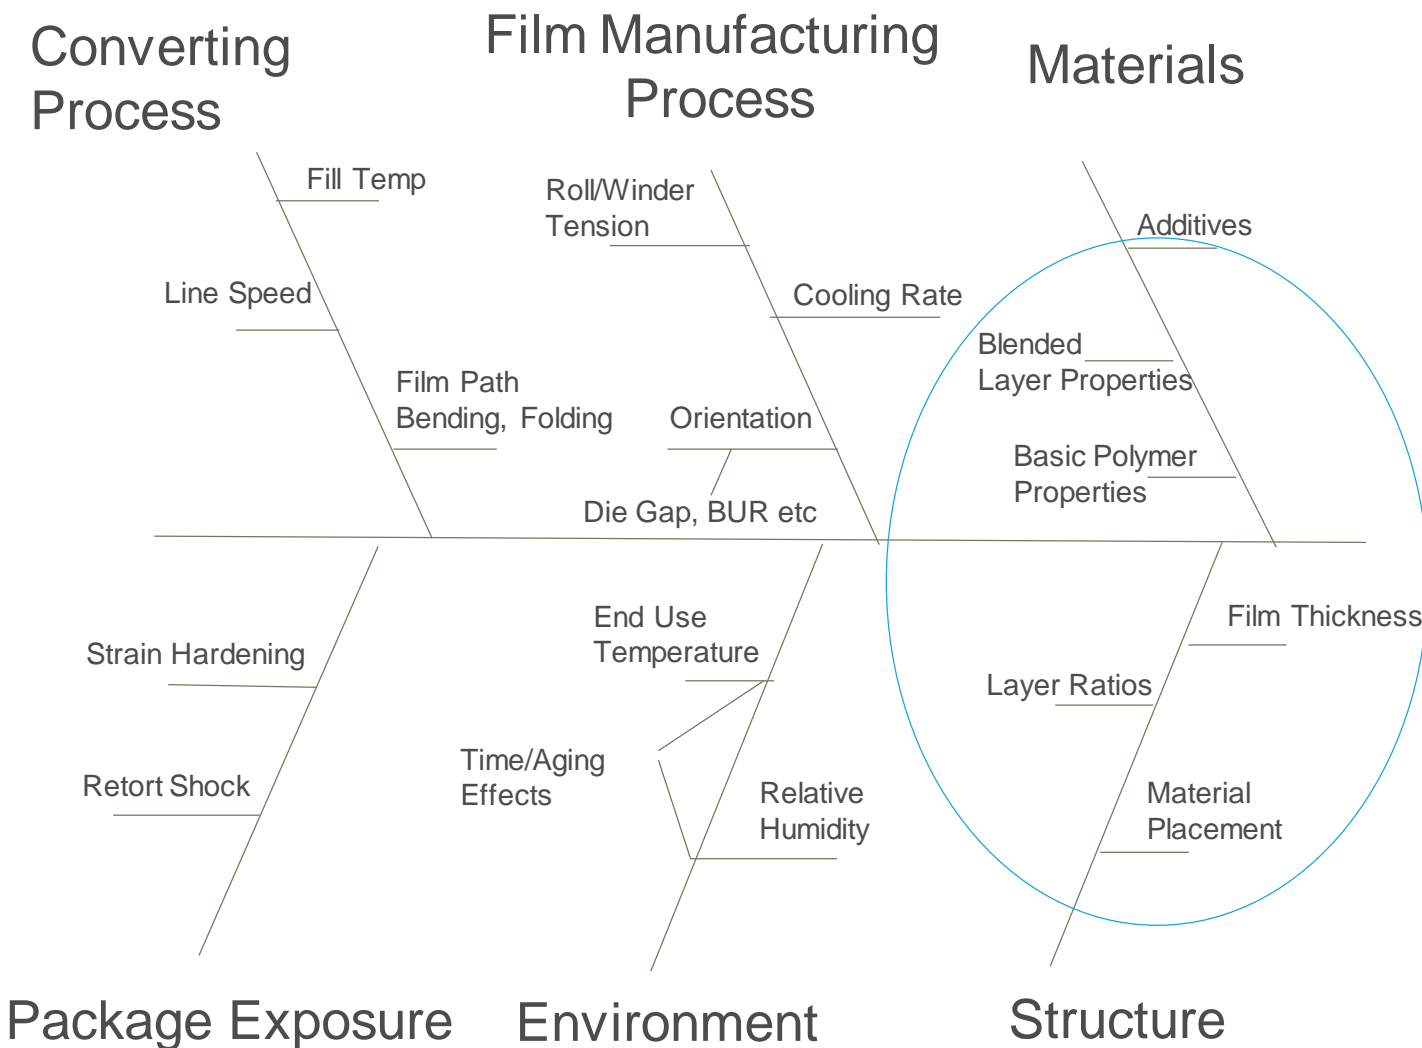 Converting
Process
Film Manufacturing
Process
Materials
Fill Temp
Line Speed
Film Path
Bending, Folding
Roll/Winder
Tension
Cooling Rate
Orientation
Die Gap, BUR etc
Additives
Blended
Layer Properties
Basic Polymer
Properties
Strain Hardening
Retort Shock
End Use
Temperature
Time/Aging
Effects
Relative
Humidity
Film Thickness
Layer Ratios
Material
Placement
Package Exposure
Environment
Structure